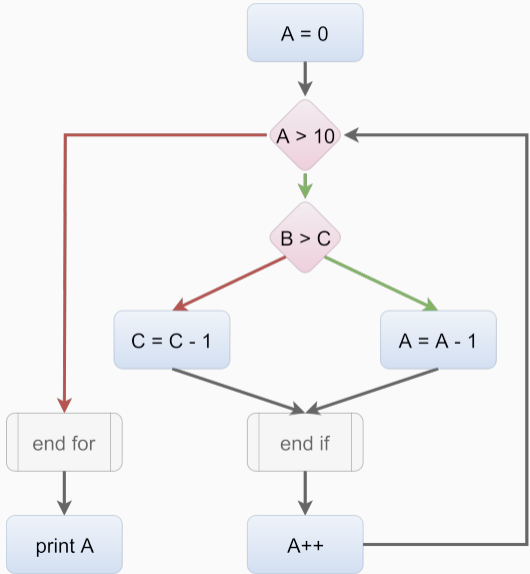 A = 0
A > 10
B > C
C = C - 1
A = A - 1
end for
end if
print A
A++